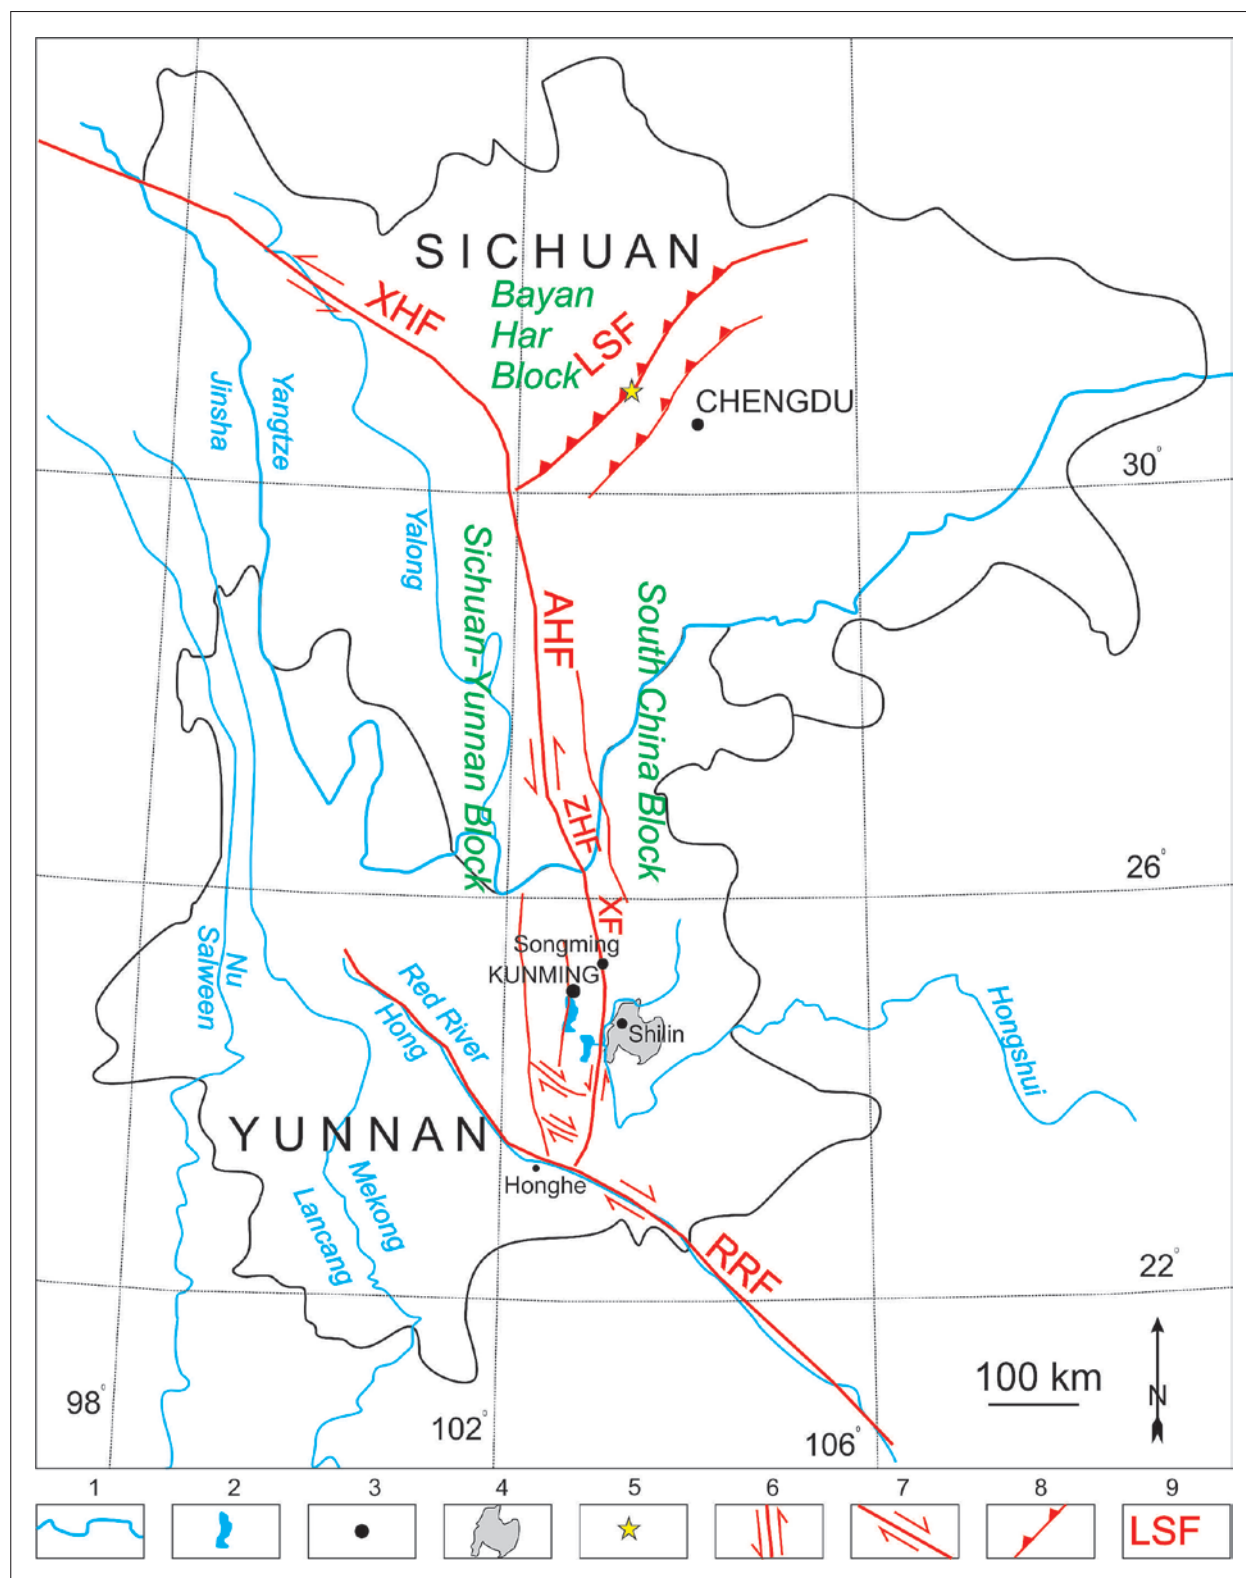 SICHUAN
Bayan
Har
Block
XHF
LSF
CHENGDU
Jinsha
Yangtze
30°
Yalong
Sichuan-Yunnan Block
AHF
South China Block
ZHF
26°
XF
Songming
KUNMING
Nu
Salween
Red River
Hong
Shilin
Hongshui
YUNNAN
Honghe
Mekong
Lancang
RRF
22°
100 km
N
98°
102°
106°
1 2 3 4 5 6 7 8 9
LSF